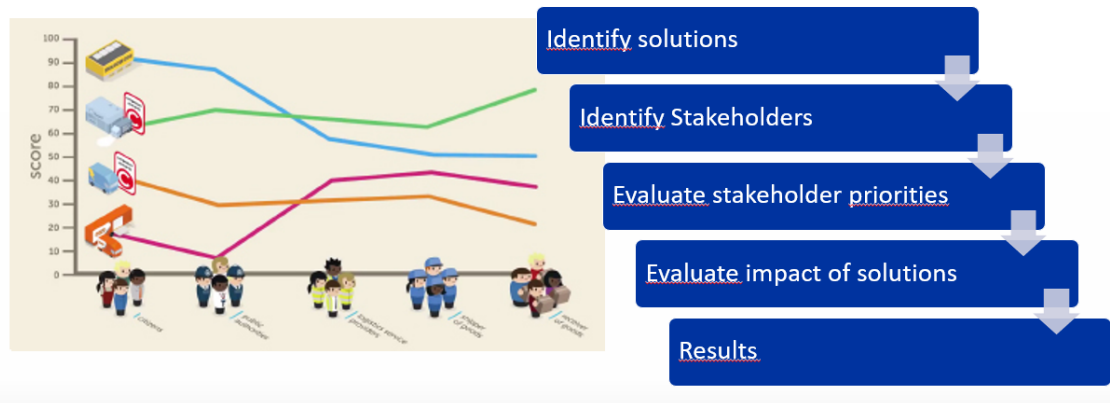 100
90
80
70
60
50
40
30
20
10
0
score
citizens
public
authorities
logistics service
providers
shipper
of goods
receiver
of goods
Identify solutions
Identify Stakeholders
Evaluate stakeholder priorities
Evaluate impact of solutions
Results